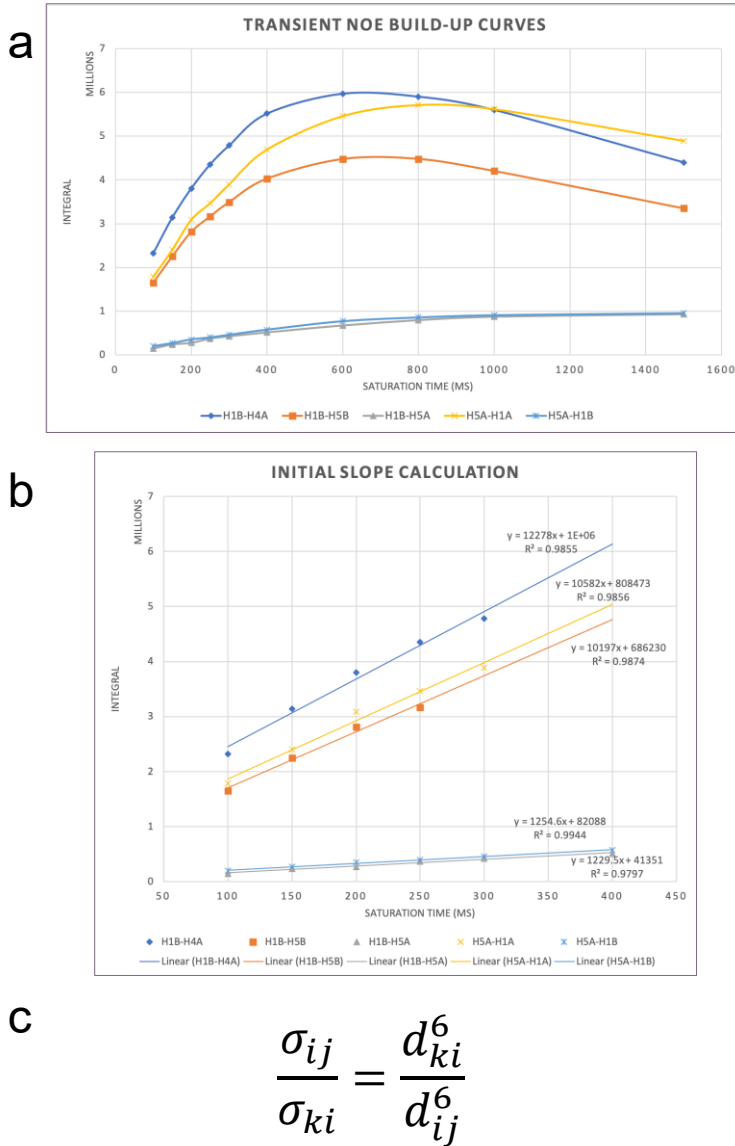 a
TRANSIENT NOE BUILD-UP CURVES
MILLIONS
INTEGRAL
7
6
5
4
3
2
1
0
0 200 400 600 800 1000 1200 1400 1600
SATURATION TIME (MS)
H1B-H4A H1B-H5B H1B-H5A H5A-H1A H5A-H1B
b
INITIAL SLOPE CALCULATION
MILLIONS
INTEGRAL
7
6
5
4
3
2
1
0
y = 12278x + 1E+06
R² = 0.9855
y = 10582x + 808473
R² = 0.9856
y = 10197x + 686230
R² = 0.9874
y = 1254.6x + 82088
R² = 0.9944
y = 1229.5x + 41351
R² = 0.9797
50 100 150 200 250 300 350 400 450
SATURATION TIME (MS)
H1B-H4A H1B-H5B H1B-H5A H5A-H1A H5A-H1B
Linear (H1B-H4A) Linear (H1B-H5B) Linear (H1B-H5A) Linear (H5A-H1A) Linear (H5A-H1B)
c
σij / σki = d⁶ki / d⁶ij